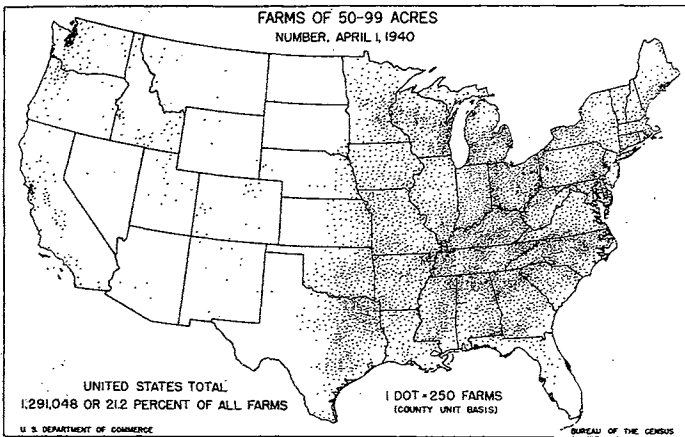 FARMS OF 50-99 ACRES
NUMBER, APRIL 1, 1940
UNITED STATES TOTAL
1,291,048 OR 21.2 PERCENT OF ALL FARMS
1 DOT = 250 FARMS
(COUNTY UNIT BASIS)
U. S. DEPARTMENT OF COMMERCE
BUREAU OF THE CENSUS